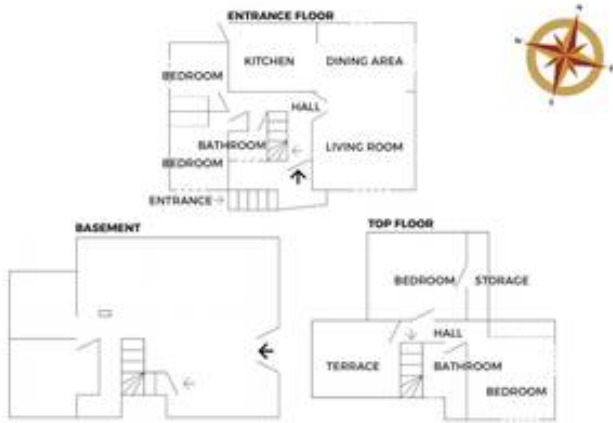 ENTRANCE FLOOR
KITCHEN
DINING AREA
BEDROOM
HALL
BATHROOM
LIVING ROOM
BEDROOM
ENTRANCE
BASEMENT
TOP FLOOR
BEDROOM
STORAGE
HALL
TERRACE
BATHROOM
BEDROOM